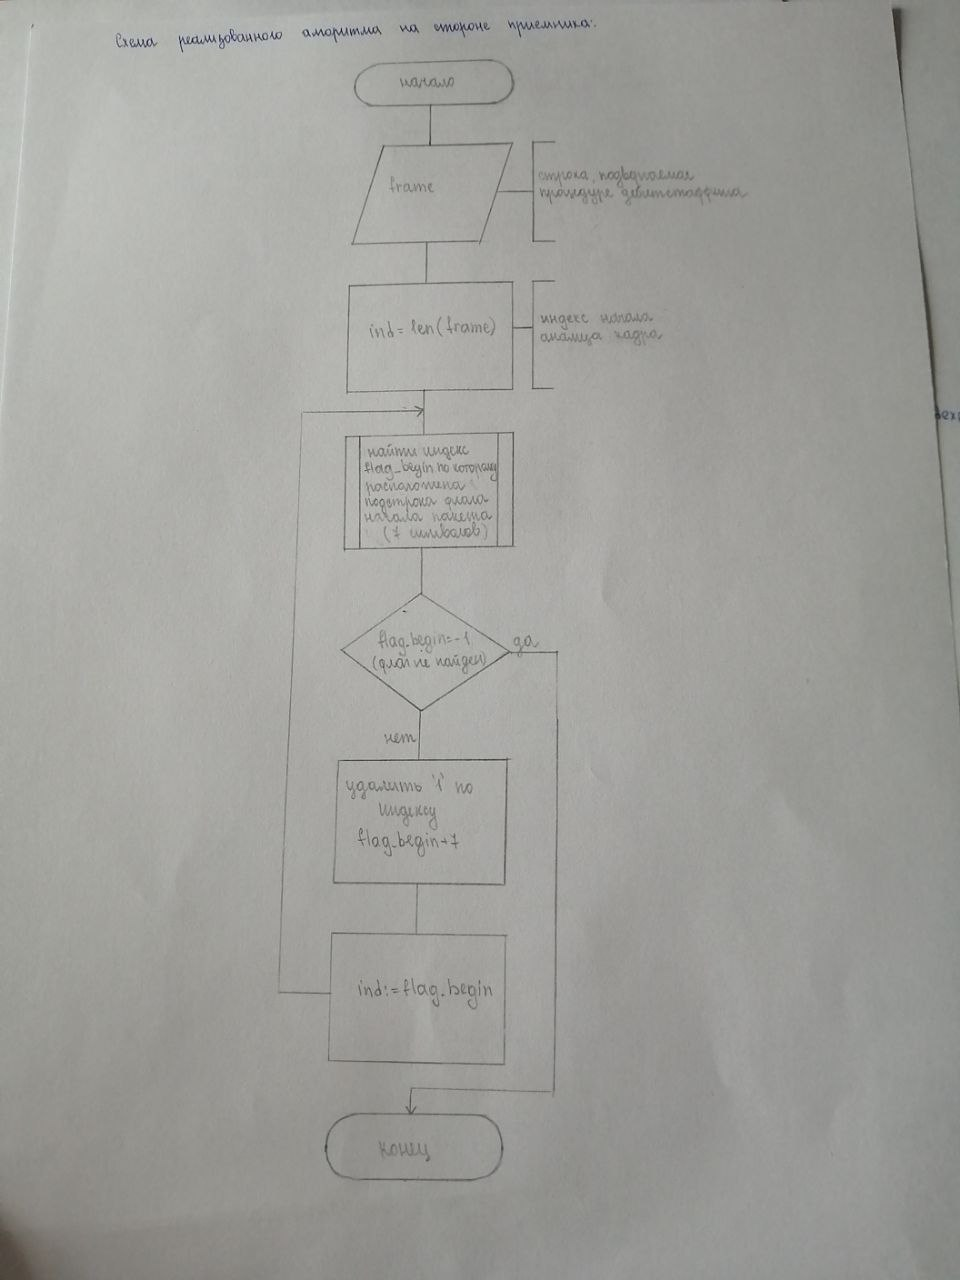 Схема реализованного алгоритма на стороне приемника:
начало
frame
строка, подвергаемая
процедуре дебитстаффинга
ind = len(frame)
индекс начала
анализа кадра
найти индекс
flag_begin по которому
расположена
подстрока флага
начала пакета
(7 символов)
flag_begin=-1
(флаг не найден)
да
нет
удалить '1' по
индексу
flag_begin+7
ind:=flag_begin
конец